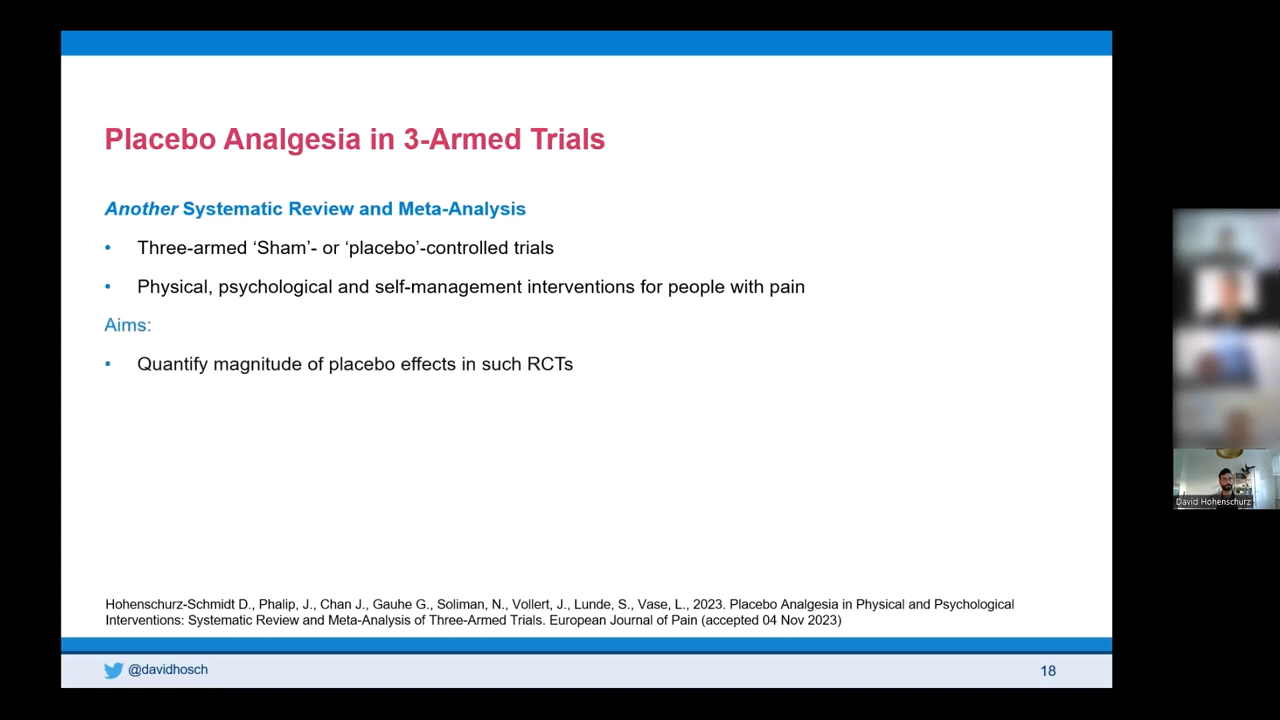 Placebo Analgesia in 3-Armed Trials
Another Systematic Review and Meta-Analysis
• Three-armed ‘Sham’- or ‘placebo’-controlled trials
• Physical, psychological and self-management interventions for people with pain
Aims:
• Quantify magnitude of placebo effects in such RCTs
Hohenschurz-Schmidt D., Phalip, J., Chan J., Gauhe G., Soliman, N., Vollert, J., Lunde, S., Vase, L., 2023. Placebo Analgesia in Physical and Psychological
Interventions: Systematic Review and Meta-Analysis of Three-Armed Trials. European Journal of Pain (accepted 04 Nov 2023)
@davidhosch
18
David Hohenschurz